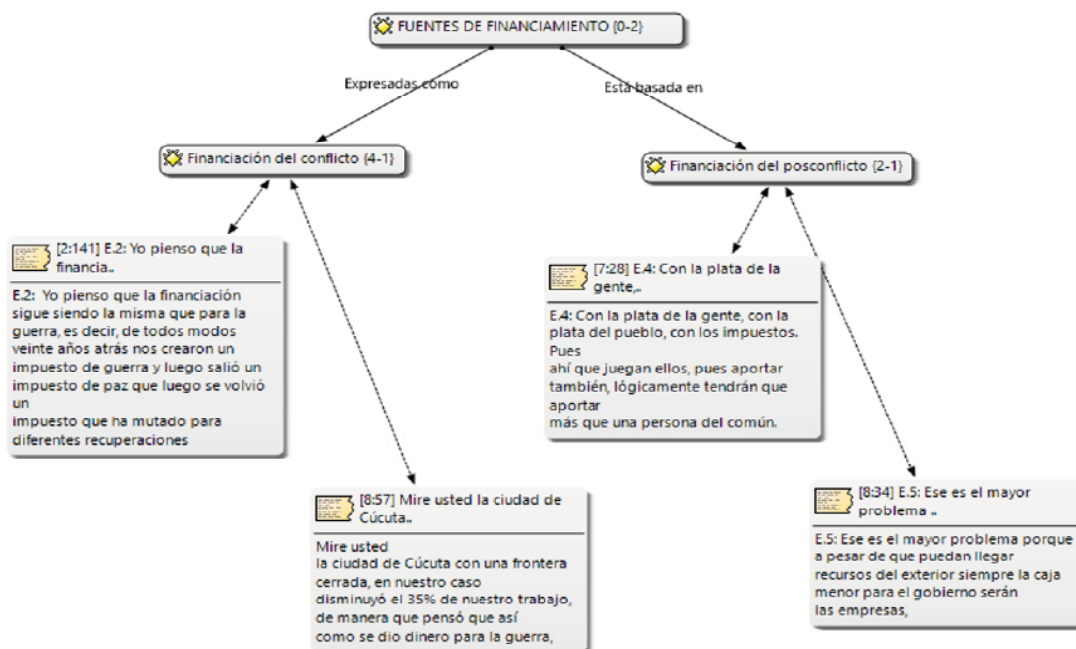 FUENTES DE FINANCIAMIENTO {0-2}
Expresadas como
Está basada en
Financiación del conflicto {4-1}
Financiación del posconflicto {2-1}
[2:141] E.2: Yo pienso que la
financia..
E.2: Yo pienso que la financiación
sigue siendo la misma que para la
guerra, es decir, de todos modos
veinte años atrás nos crearon un
impuesto de guerra y luego salió un
impuesto de paz que luego se volvió
un
impuesto que ha mutado para
diferentes recuperaciones
[7:28] E.4: Con la plata de la
gente,..
E.4: Con la plata de la gente, con la
plata del pueblo, con los impuestos.
Pues
ahí que juegan ellos, pues aportar
también, lógicamente tendrán que
aportar
más que una persona del común.
[8:57] Mire usted la ciudad de
Cúcuta..
Mire usted
la ciudad de Cúcuta con una frontera
cerrada, en nuestro caso
disminuyó el 35% de nuestro trabajo,
de manera que pensó que así
como se dio dinero para la guerra,
[8:34] E.5: Ese es el mayor
problema ..
E.5: Ese es el mayor problema porque
a pesar de que puedan llegar
recursos del exterior siempre la caja
menor para el gobierno serán
las empresas,